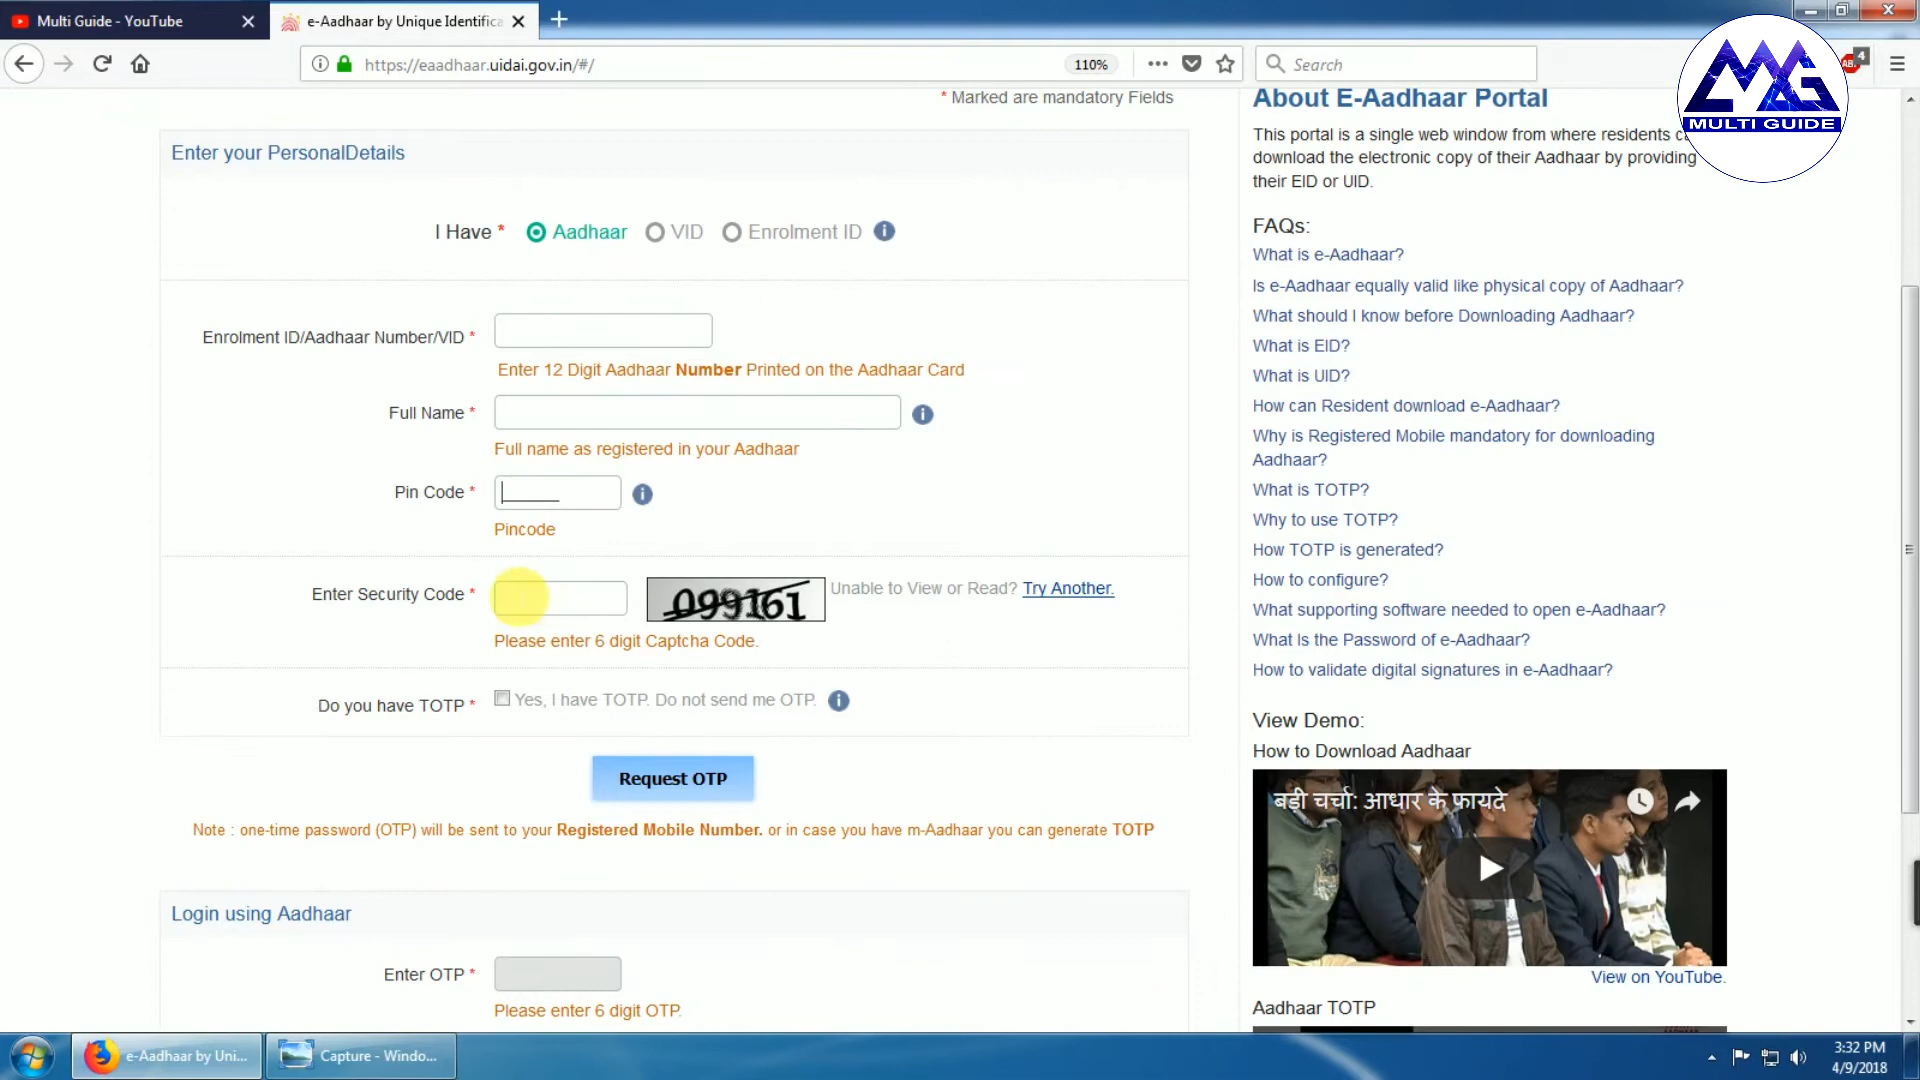 Multi Guide - YouTube
e-Aadhaar by Unique Identifica
https://eaadhaar.uidai.gov.in/#/
110%
Search
4
MULTI GUIDE
* Marked are mandatory Fields
Enter your PersonalDetails
I Have * Aadhaar VID Enrolment ID
Enrolment ID/Aadhaar Number/VID *
Enter 12 Digit Aadhaar Number Printed on the Aadhaar Card
Full Name *
Full name as registered in your Aadhaar
Pin Code *
Pincode
Enter Security Code *
099161
Unable to View or Read? Try Another.
Please enter 6 digit Captcha Code.
Do you have TOTP *
Yes, I have TOTP. Do not send me OTP.
Request OTP
Note : one-time password (OTP) will be sent to your Registered Mobile Number. or in case you have m-Aadhaar you can generate TOTP
Login using Aadhaar
Enter OTP *
Please enter 6 digit OTP.
About E-Aadhaar Portal
This portal is a single web window from where residents
download the electronic copy of their Aadhaar by providing
their EID or UID.
FAQs:
What is e-Aadhaar?
Is e-Aadhaar equally valid like physical copy of Aadhaar?
What should I know before Downloading Aadhaar?
What is EID?
What is UID?
How can Resident download e-Aadhaar?
Why is Registered Mobile mandatory for downloading
Aadhaar?
What is TOTP?
Why to use TOTP?
How TOTP is generated?
How to configure?
What supporting software needed to open e-Aadhaar?
What Is the Password of e-Aadhaar?
How to validate digital signatures in e-Aadhaar?
View Demo:
How to Download Aadhaar
बडी चर्चा: आधार के फायदे
View on YouTube.
Aadhaar TOTP
e-Aadhaar by Uni...
Capture - Windo...
3:32 PM
4/9/2018